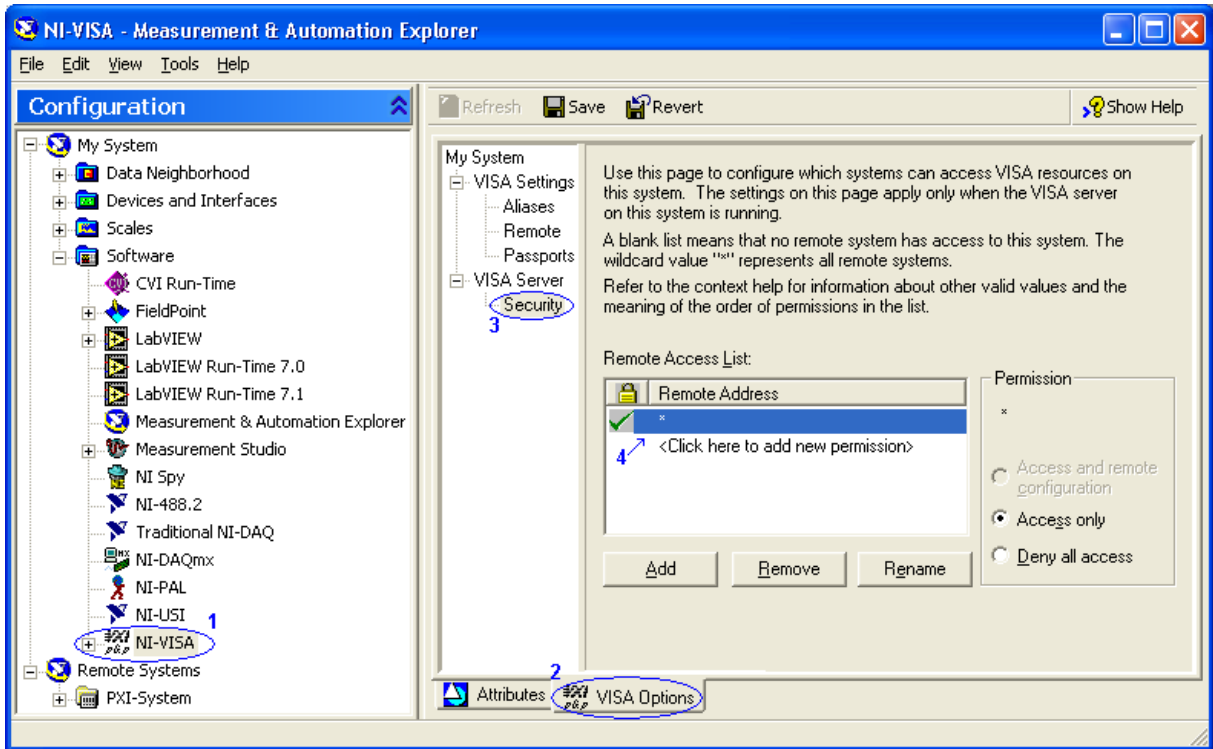 NI-VISA - Measurement & Automation Explorer
File Edit View Tools Help
Configuration
My System
Data Neighborhood
Devices and Interfaces
Scales
Software
CVI Run-Time
FieldPoint
LabVIEW
LabVIEW Run-Time 7.0
LabVIEW Run-Time 7.1
Measurement & Automation Explorer
Measurement Studio
NI Spy
NI-488.2
Traditional NI-DAQ
NI-DAQmx
NI-PAL
NI-USI
1
NI-VISA
Remote Systems
PXI-System
Refresh Save Revert Show Help
My System
VISA Settings
Aliases
Remote
Passports
VISA Server
Security
3
Use this page to configure which systems can access VISA resources on
this system. The settings on this page apply only when the VISA server
on this system is running.
A blank list means that no remote system has access to this system. The
wildcard value "*" represents all remote systems.
Refer to the context help for information about other valid values and the
meaning of the order of permissions in the list.
Remote Access List:
Remote Address
*
4 <Click here to add new permission>
Add Remove Rename
Permission
*
Access and remote
configuration
Access only
Deny all access
2
Attributes VISA Options